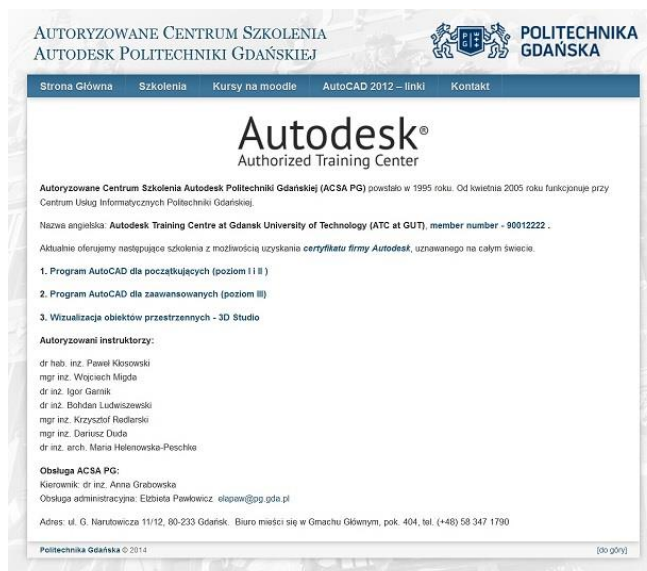 AUTORYZOWANE CENTRUM SZKOLENIA
AUTODESK POLITECHNIKI GDAŃSKIEJ
POLITECHNIKA
GDAŃSKA
Strona Główna Szkolenia Kursy na moodle AutoCAD 2012 – linki Kontakt
Autodesk®
Authorized Training Center
Autoryzowane Centrum Szkolenia Autodesk Politechniki Gdańskiej (ACSA PG) powstało w 1995 roku. Od kwietnia 2005 roku funkcjonuje przy
Centrum Usług Informatycznych Politechniki Gdańskiej.
Nazwa angielska: Autodesk Training Centre at Gdansk University of Technology (ATC at GUT), member number - 90012222 .
Aktualnie oferujemy następujące szkolenia z możliwością uzyskania certyfikatu firmy Autodesk, uznawanego na całym świecie.
1. Program AutoCAD dla początkujących (poziom I i II )
2. Program AutoCAD dla zaawansowanych (poziom III)
3. Wizualizacja obiektów przestrzennych - 3D Studio
Autoryzowani instruktorzy:
dr hab. inż. Paweł Kłosowski
mgr inż. Wojciech Migda
dr inż. Igor Garnik
dr inż. Bohdan Ludwiszewski
mgr inż. Krzysztof Redlarski
mgr inż. Dariusz Duda
dr inż. arch. Maria Helenowska-Peschke
Obsługa ACSA PG:
Kierownik: dr inż. Anna Grabowska
Obsługa administracyjna: Elżbieta Pawłowicz elapaw@pg.gda.pl
Adres: ul. G. Narutowicza 11/12, 80-233 Gdańsk. Biuro mieści się w Gmachu Głównym, pok. 404, tel. (+48) 58 347 1790
Politechnika Gdańska © 2014 [do góry]